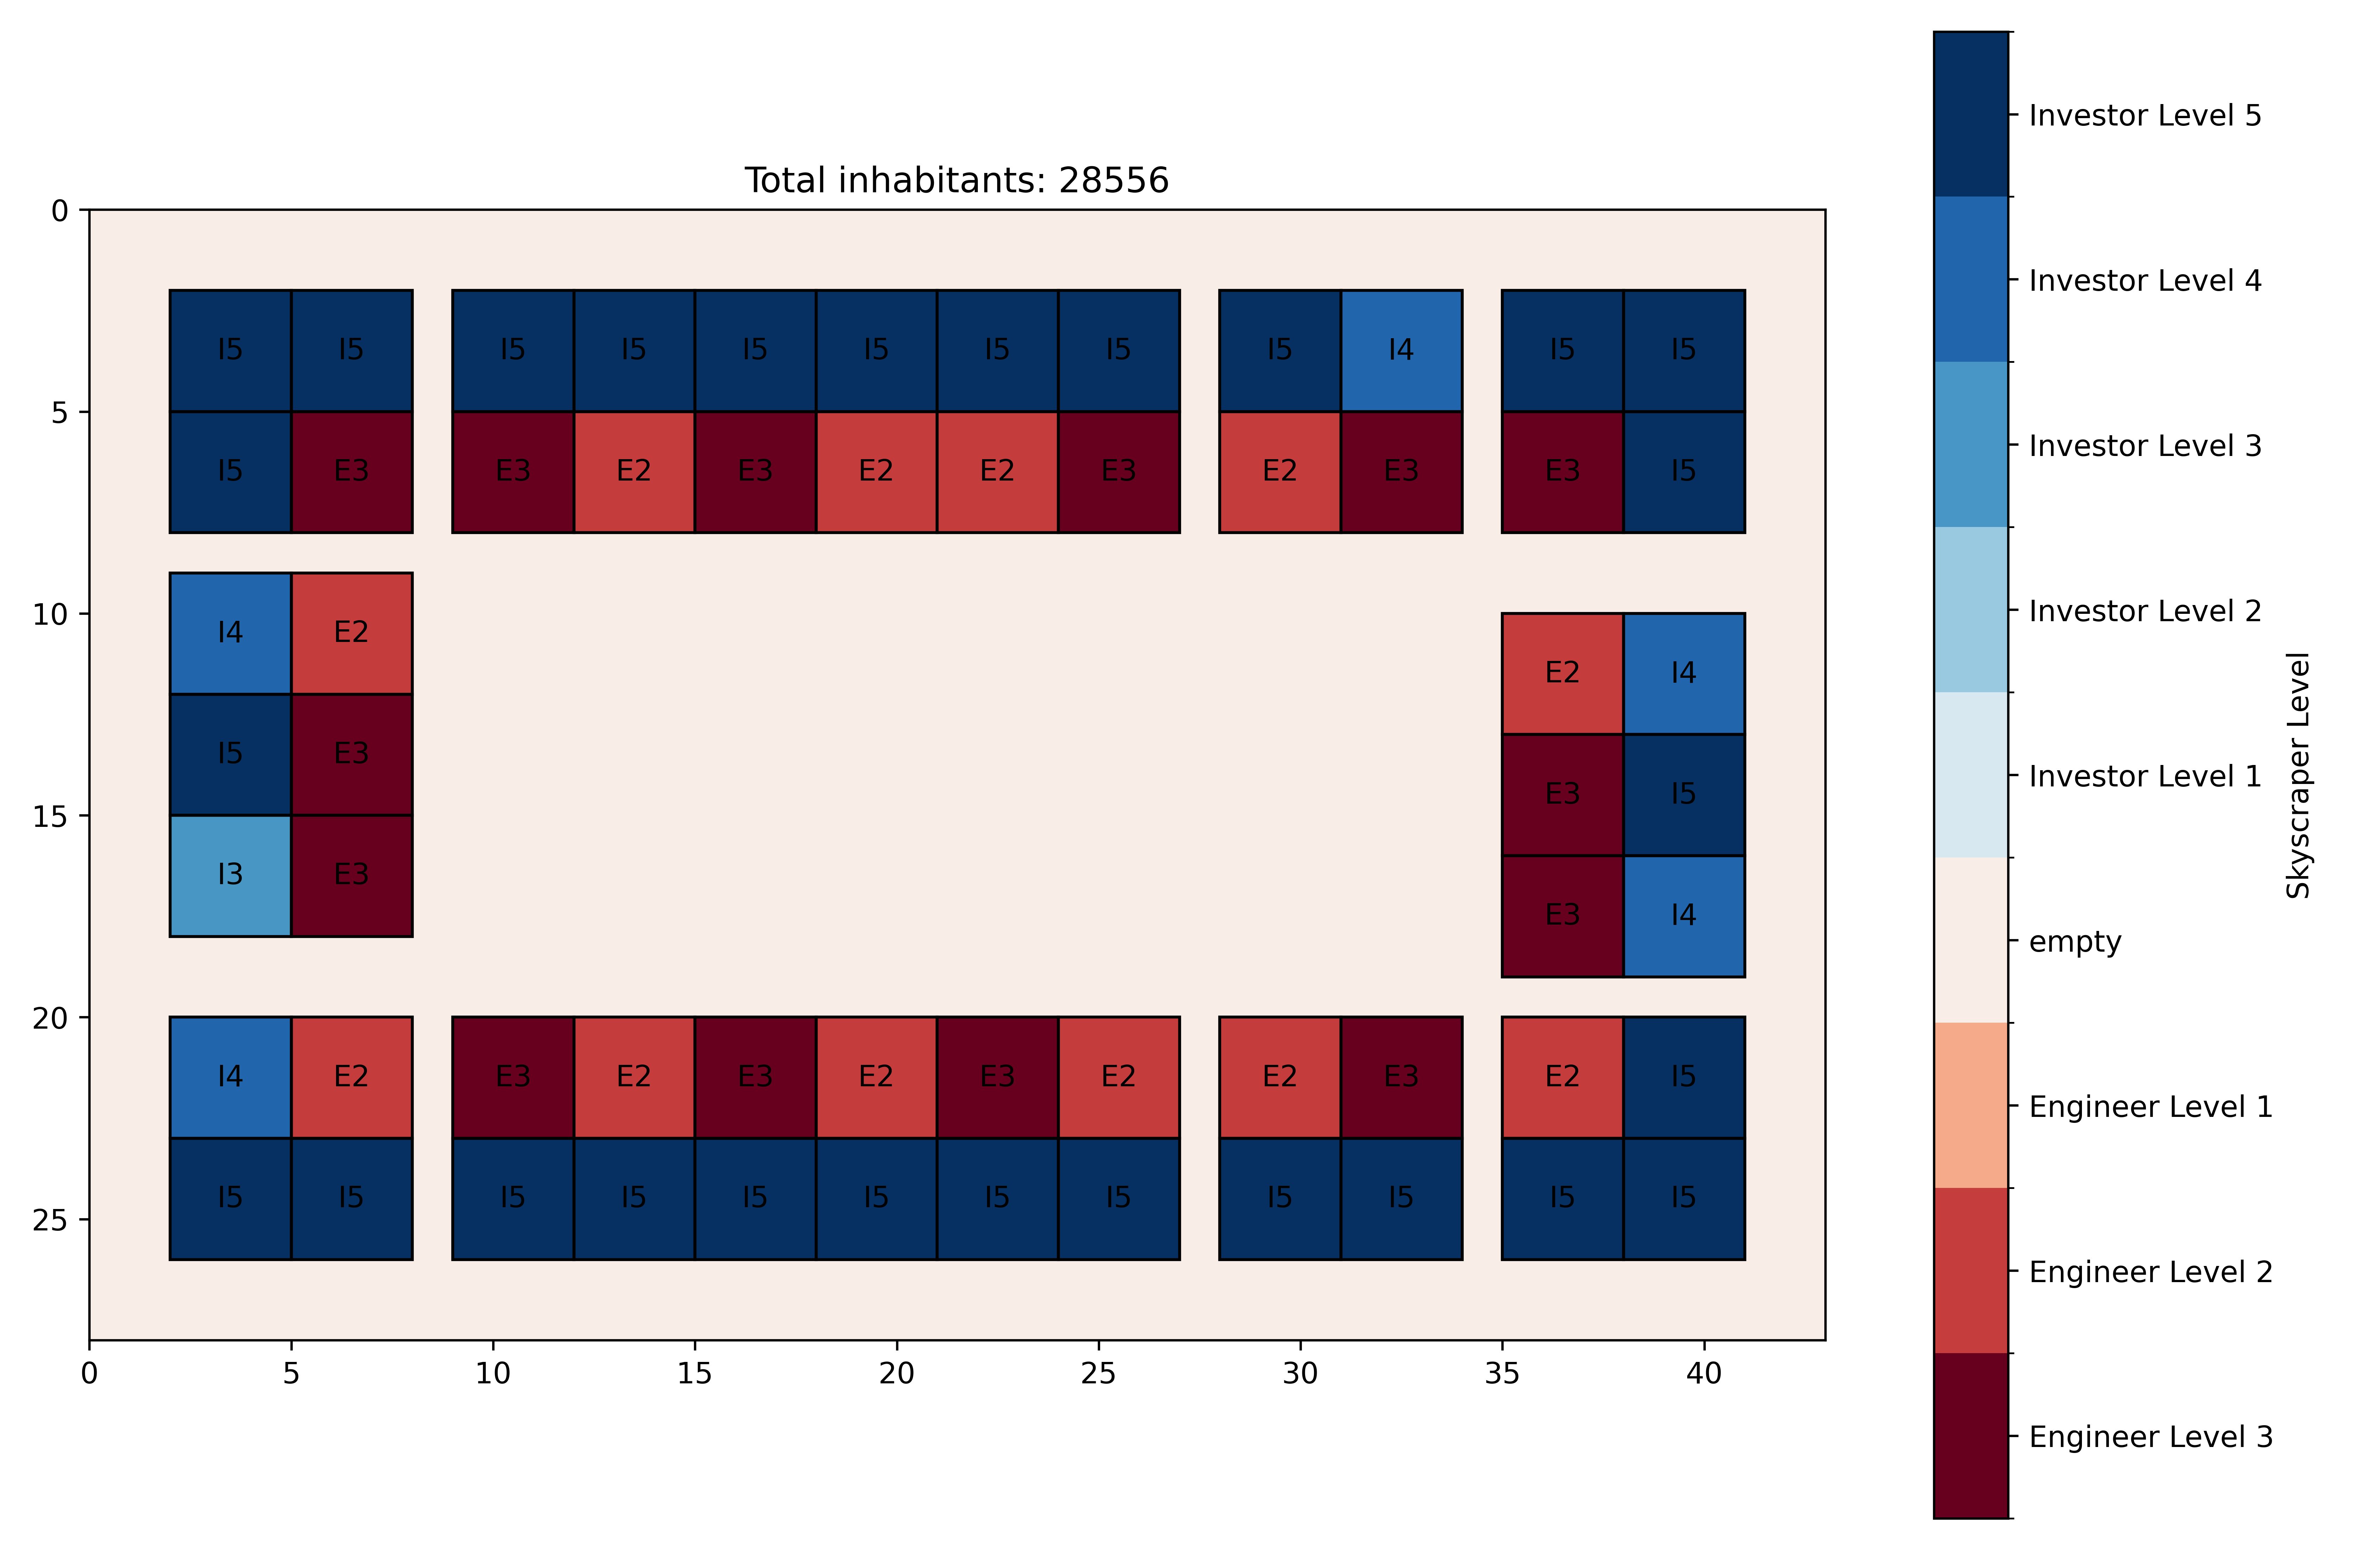 Total inhabitants: 28556
0
I5 I5 I5 I5 I5 I5 I5 I5 I5 I4 I5 I5
5
I5 E3 E3 E2 E3 E2 E2 E3 E2 E3 E3 I5
10
I4 E2
E2 I4
I5 E3
E3 I5
15
I3 E3
E3 I4
20
I4 E2 E3 E2 E3 E2 E3 E2 E2 E3 E2 I5
25
I5 I5 I5 I5 I5 I5 I5 I5 I5 I5 I5 I5
0 5 10 15 20 25 30 35 40
Investor Level 5
Investor Level 4
Investor Level 3
Investor Level 2
Investor Level 1
empty
Engineer Level 1
Engineer Level 2
Engineer Level 3
Skyscraper Level